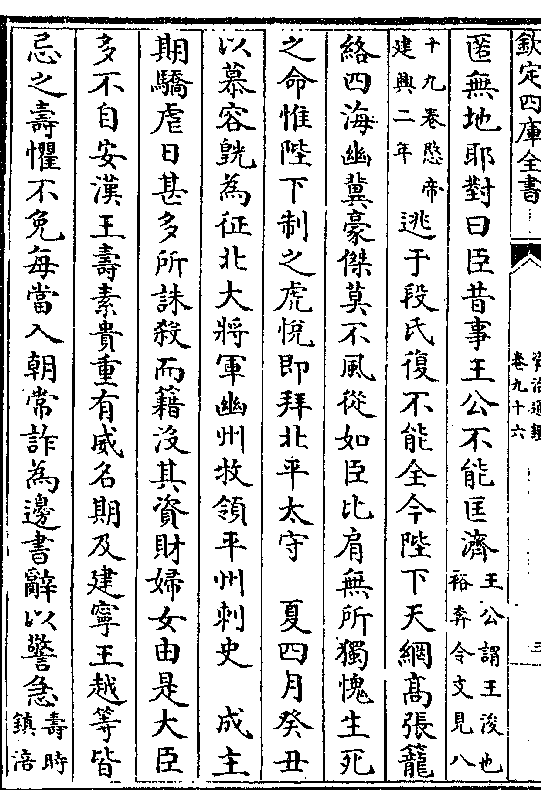 欽定四庫全書
資治通鑑
卷九十六
三
匿無地耶對曰臣昔事王公不能匡濟王公謂王浚也裕奔令文見八
十九卷愍帝建興二年逃于段氏復不能全今陛下天網高張籠
絡四海幽冀豪傑莫不風從如臣比肩無所獨愧生死
之命惟陛下制之虎悅即拜北平太守　夏四月癸丑
以慕容皝為征北大將軍幽州牧領平州刺史　成主
期驕虐日甚多所誅殺而籍没其資財婦女由是大臣
多不自安漢王壽素貴重有威名期及建寧王越等皆
忌之壽懼不免每當入朝常詐為邊書辭以警急壽時鎮涪